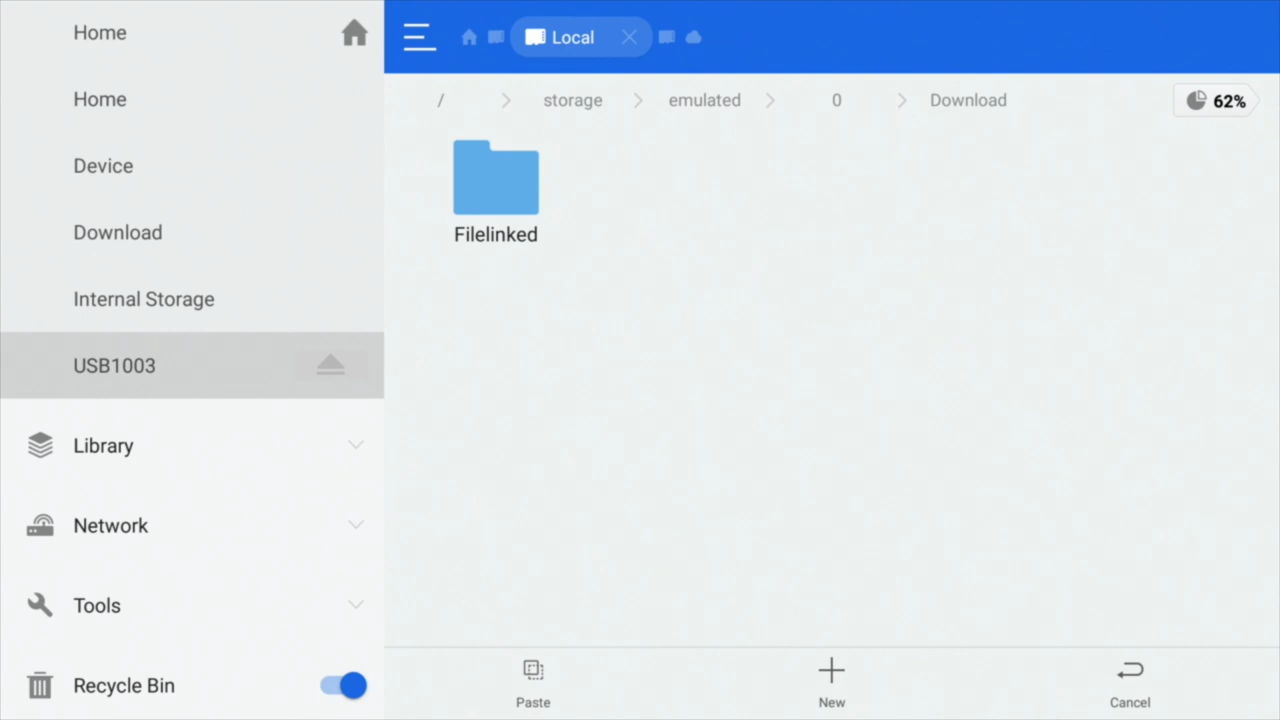 Home
Home
Device
Download
Internal Storage
USB1003
Library
Network
Tools
Recycle Bin
Local
/ storage emulated 0 Download
62%
Filelinked
Paste
New
Cancel